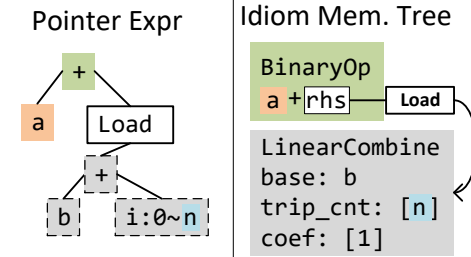 Pointer Expr
+
a
Load
+
b
i:0~n
Idiom Mem. Tree
BinaryOp
a+rhs
Load
LinearCombine
base: b
trip_cnt: [n]
coef: [1]